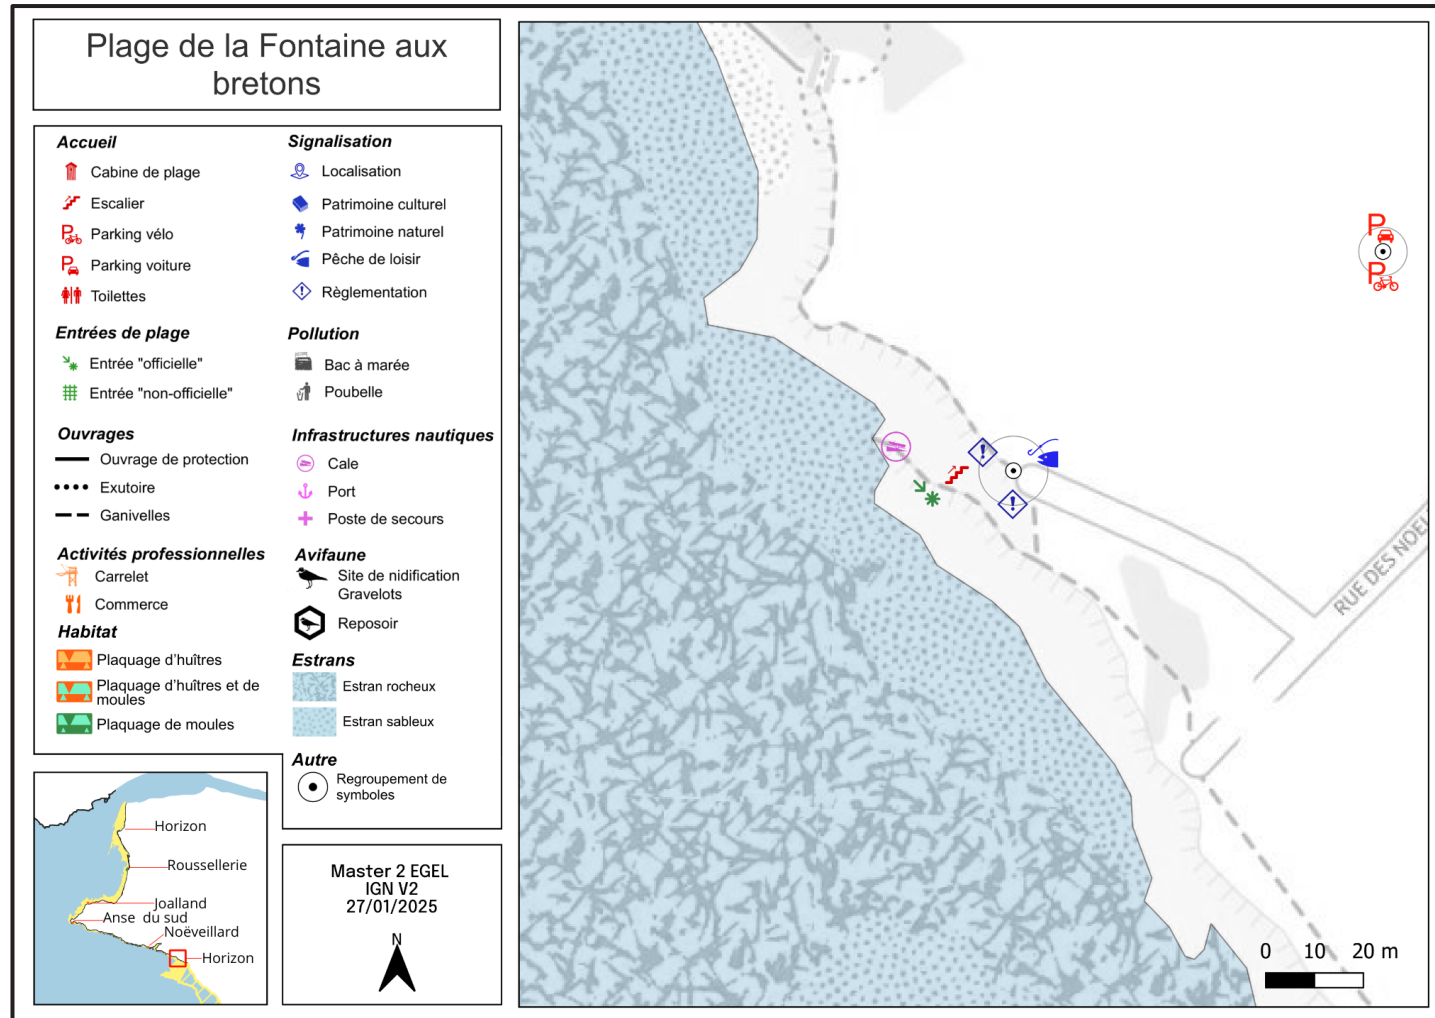 Plage de la Fontaine aux
bretons
Accueil
Cabine de plage
Escalier
Parking vélo
Parking voiture
Toilettes
Entrées de plage
Entrée "officielle"
Entrée "non-officielle"
Ouvrages
Ouvrage de protection
Exutoire
Ganivelles
Activités professionnelles
Carrelet
Commerce
Habitat
Plaquage d'huîtres
Plaquage d'huîtres et de
moules
Plaquage de moules
Signalisation
Localisation
Patrimoine culturel
Patrimoine naturel
Pêche de loisir
Règlementation
Pollution
Bac à marée
Poubelle
Infrastructures nautiques
Cale
Port
Poste de secours
Avifaune
Site de nidification
Gravelots
Reposoir
Estrans
Estran rocheux
Estran sableux
Autre
Regroupement de
symboles
Horizon
Roussellerie
Joalland
Anse du sud
Noëveillard
Horizon
Master 2 EGEL
IGN V2
27/01/2025
N
P
P
RUE DES NOEL
0 10 20 m